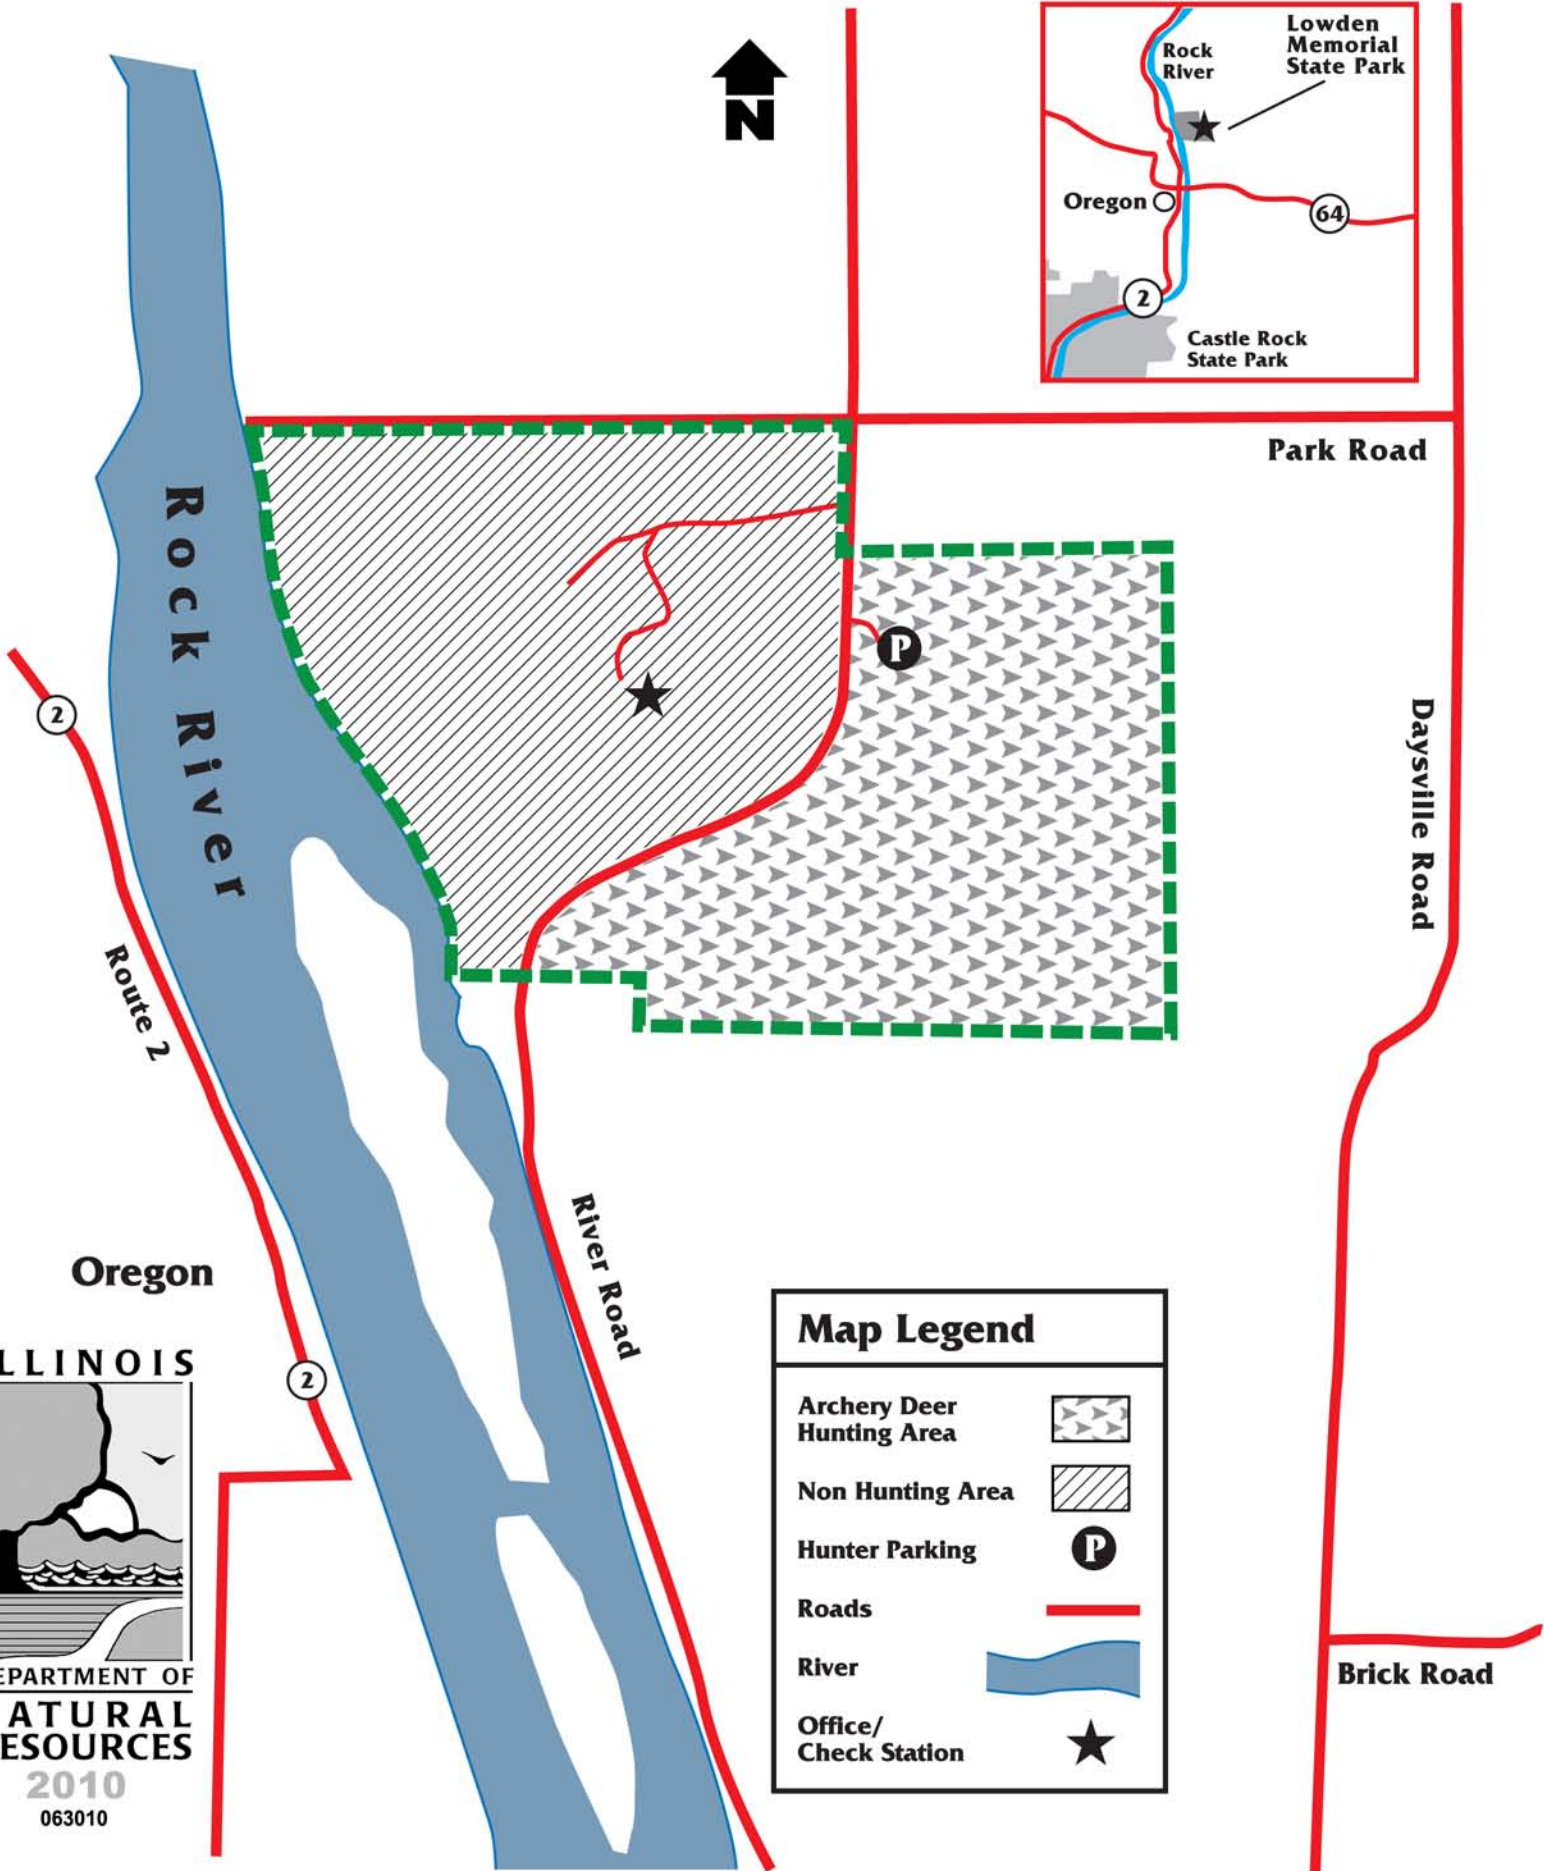 N
Rock
River
Lowden
Memorial
State Park
Oregon
64
2
Castle Rock
State Park
Park Road
Rock River
P
2
Daysville Road
Route 2
River Road
Oregon
2
LLINOIS
EPARTMENT OF
ATURAL
ESOURCES
2010
063010
Map Legend
Archery Deer
Hunting Area
Non Hunting Area
Hunter Parking
P
Roads
River
Office/
Check Station
Brick Road